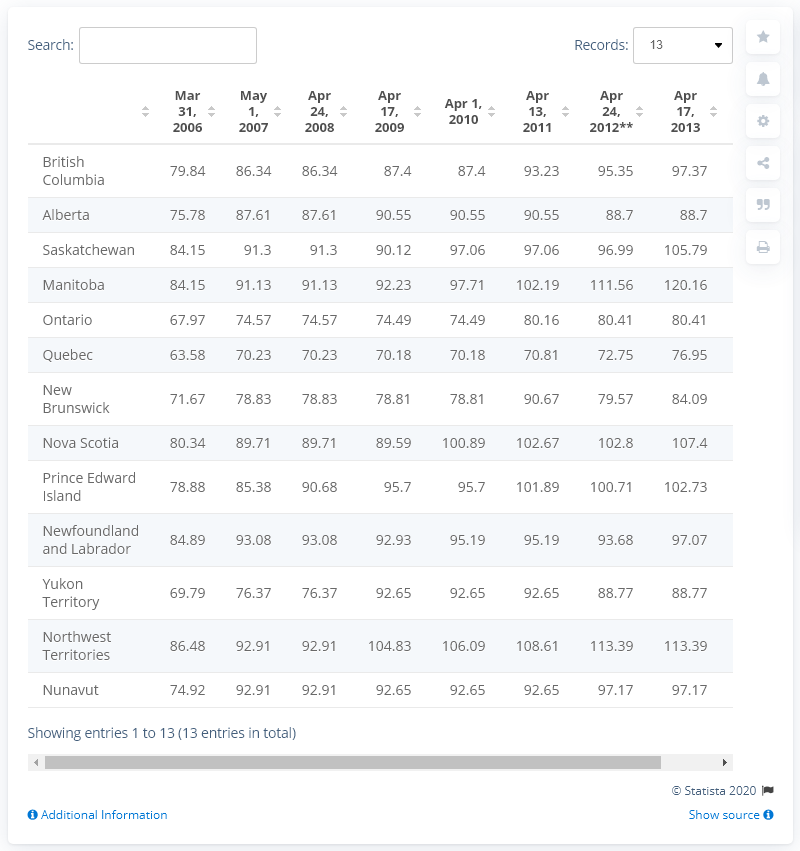 Search:
Records: 13
Mar 31, 2006 May 1, 2007 Apr 24, 2008 Apr 17, 2009 Apr 1, 2010 Apr 13, 2011 Apr 24, 2012** Apr 17, 2013
British Columbia 79.84 86.34 86.34 87.4 87.4 93.23 95.35 97.37
Alberta 75.78 87.61 87.61 90.55 90.55 90.55 88.7 88.7
Saskatchewan 84.15 91.3 91.3 90.12 97.06 97.06 96.99 105.79
Manitoba 84.15 91.13 91.13 92.23 97.71 102.19 111.56 120.16
Ontario 67.97 74.57 74.57 74.49 74.49 80.16 80.41 80.41
Quebec 63.58 70.23 70.23 70.18 70.18 70.81 72.75 76.95
New Brunswick 71.67 78.83 78.83 78.81 78.81 90.67 79.57 84.09
Nova Scotia 80.34 89.71 89.71 89.59 100.89 102.67 102.8 107.4
Prince Edward Island 78.88 85.38 90.68 95.7 95.7 101.89 100.71 102.73
Newfoundland and Labrador 84.89 93.08 93.08 92.93 95.19 95.19 93.68 97.07
Yukon Territory 69.79 76.37 76.37 92.65 92.65 92.65 88.77 88.77
Northwest Territories 86.48 92.91 92.91 104.83 106.09 108.61 113.39 113.39
Nunavut 74.92 92.91 92.91 92.65 92.65 92.65 97.17 97.17
Showing entries 1 to 13 (13 entries in total)
© Statista 2020
Additional Information
Show source